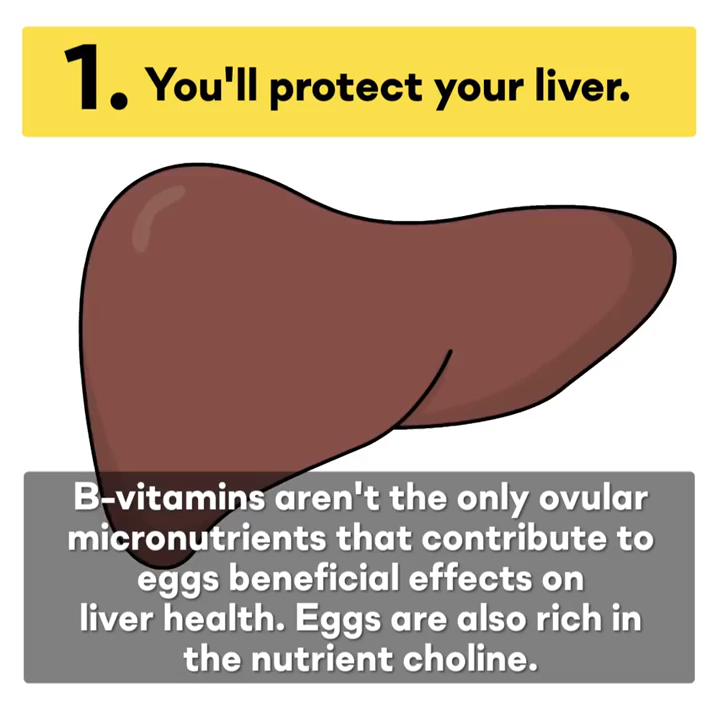 1. You'll protect your liver.
B-vitamins aren't the only ovular
micronutrients that contribute to
eggs beneficial effects on
liver health. Eggs are also rich in
the nutrient choline.